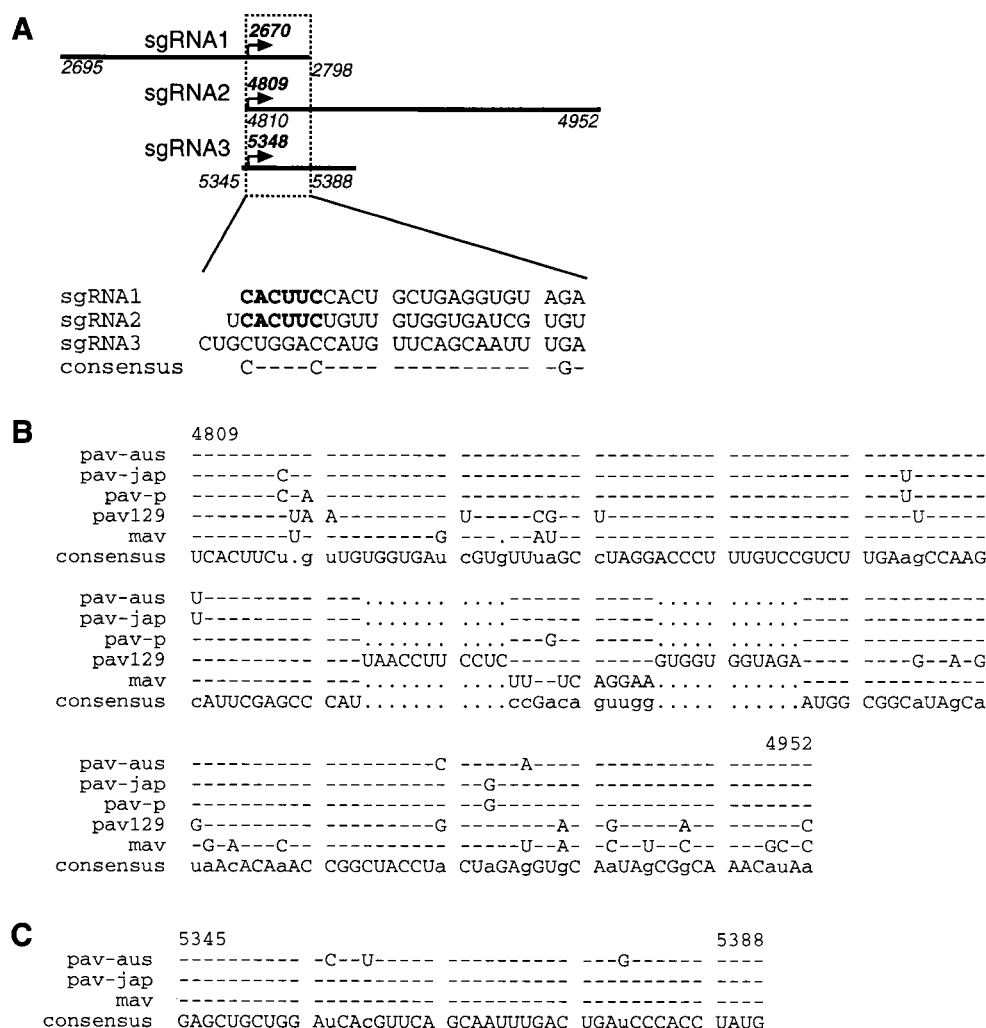 A
sgRNA1 2670
2695 2798
sgRNA2 4809
4810 4952
sgRNA3 5348
5345 5388
sgRNA1 CACUUCCACU GCUGAGGUGU AGA
sgRNA2 UCACUUCUGUU GUGGUGAUCG UGU
sgRNA3 CUGCUGGACCAUG UUCAGCAAUU UGA
consensus C----C---- ---------- -G-
B
4809
pav-aus ---------- ---------- ---------- ---------- ---------- ----------
pav-jap -------C-- ---------- ---------- ---------- ---------- ---U------
pav-p -------C-A ---------- ---------- ---------- ---------- ---U------
pav129 --------UA A--------- U-----CG-- U--------- ---------- ----U-----
mav --------U- ---------G ---.--AU-- ---------- ---------- ----------
consensus UCACUUCu.g uUGUGGUGAu cGUgUUuaGC cUAGGACCCU UUGUCCGUCU UGAagCCAAG
pav-aus U--------- ---....... ....------ -----..... ......---- ----------
pav-jap U--------- ---....... ....------ -----..... ......---- ----------
pav-p ---------- ---....... ....---G-- -----..... ......---- ----------
pav129 ---------- ---UAACCUU CCUC------ -----GUGGU GGUAGA---- ----G--A-G
mav ---------- ---....... ....UU--UC AGGAA..... ......---- ----------
consensus cAUUCGAGCC CAU....... ....ccGaca guugg..... ......AUGG CGGCaUAgCa
4952
pav-aus ---------- ---------C -----A---- ---------- -------
pav-jap ---------- ---------- --G------- ---------- -------
pav-p ---------- ---------- --G------- ---------- -------
pav129 G--------- ---------G --------A- -G-----A-- ------C
mav -G-A---C-- ---------- -----U--A- -C--U--C-- ---GC-C
consensus uaAcACAaAC CGGCUACCUa CUaGAgGUgC AaUAgCGgCA AACauAa
C
5345 5388
pav-aus ---------- -C--U----- ---------- ---G------ ----
pav-jap ---------- ---------- ---------- ---------- ----
mav ---------- ---------- ---------- ---------- ----
consensus GAGCUGCUGG AuCAcGUUCA GCAAUUUGAC UGAuCCCACC UAUG